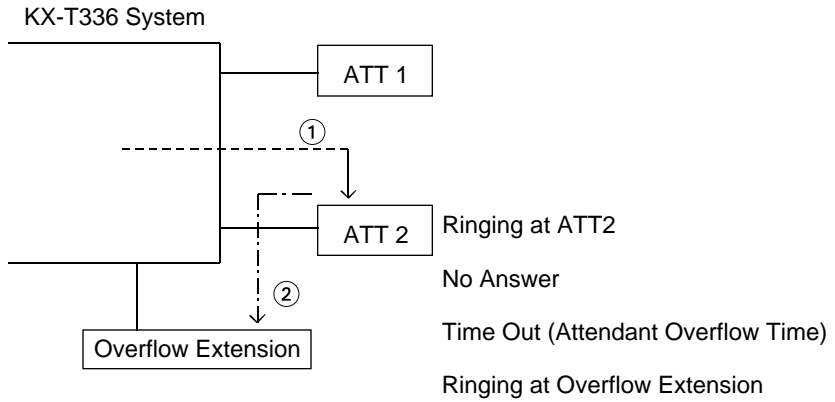 KX-T336 System
ATT 1
①
ATT 2
Ringing at ATT2
No Answer
②
Time Out (Attendant Overflow Time)
Overflow Extension
Ringing at Overflow Extension